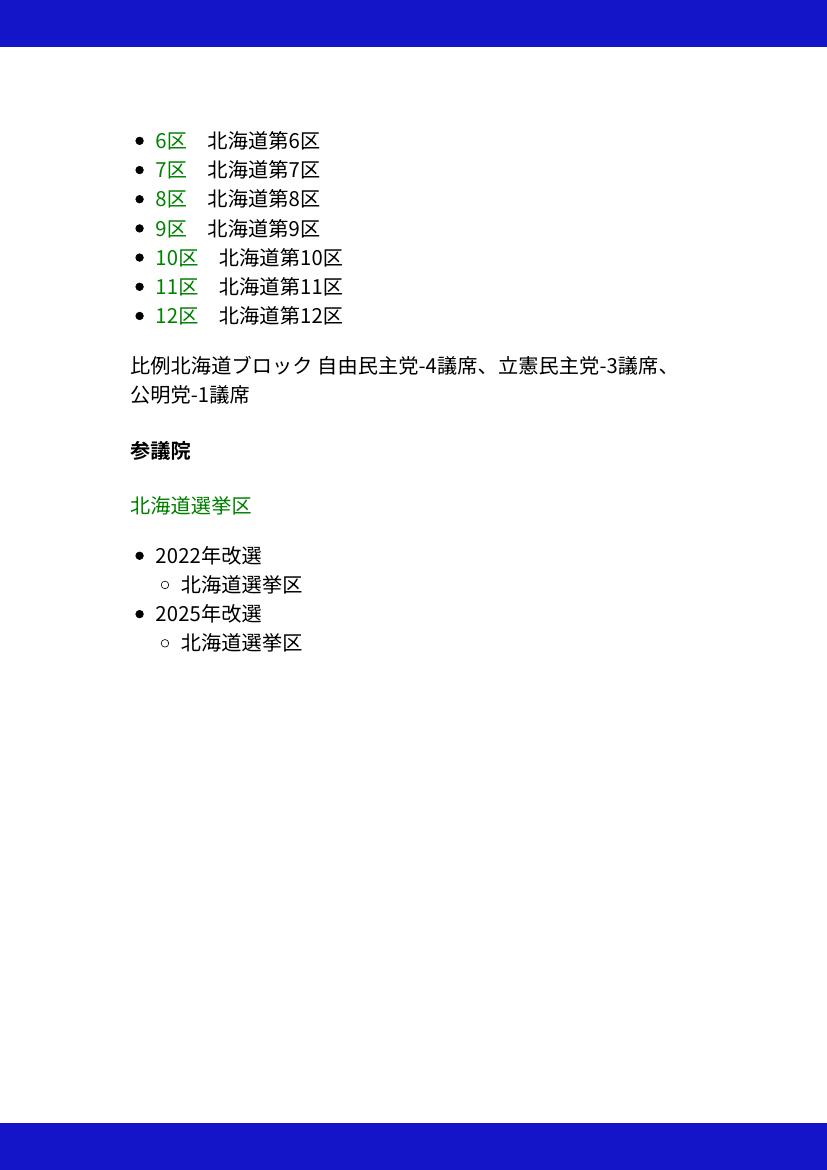 • 6区　北海道第6区
• 7区　北海道第7区
• 8区　北海道第8区
• 9区　北海道第9区
• 10区　北海道第10区
• 11区　北海道第11区
• 12区　北海道第12区
比例北海道ブロック 自由民主党-4議席、立憲民主党-3議席、
公明党-1議席
参議院
北海道選挙区
• 2022年改選
◦ 北海道選挙区
• 2025年改選
◦ 北海道選挙区